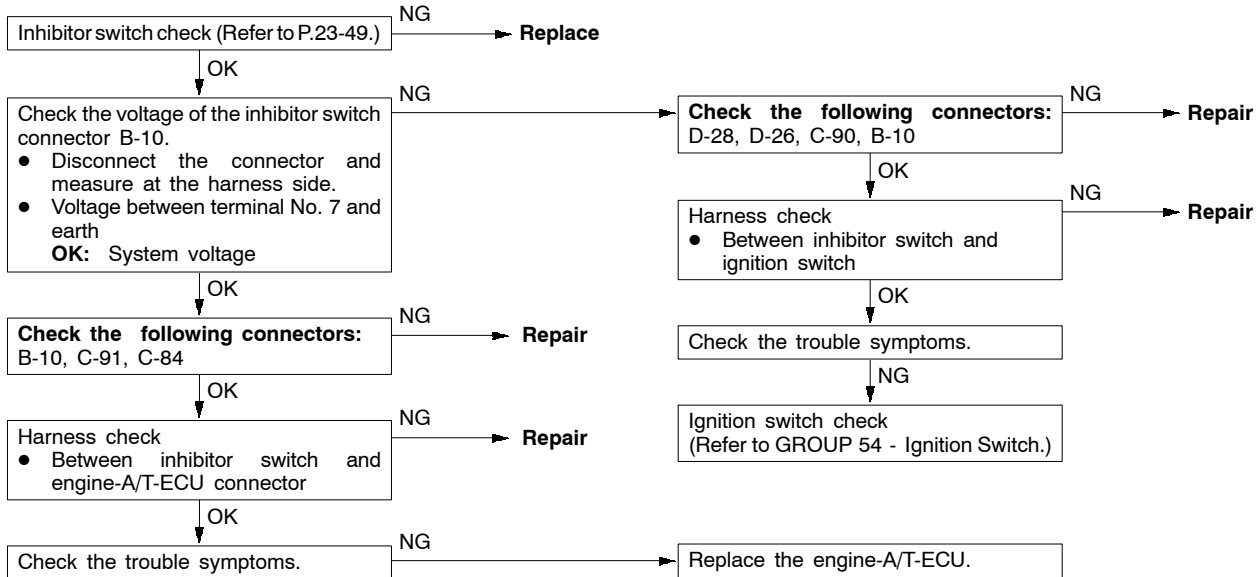 Inhibitor switch check (Refer to P.23-49.)
NG
Replace
OK
Check the voltage of the inhibitor switch
connector B-10.
● Disconnect the connector and
measure at the harness side.
● Voltage between terminal No. 7 and
earth
OK: System voltage
NG
Check the following connectors:
D-28, D-26, C-90, B-10
NG
Repair
OK
Harness check
● Between inhibitor switch and
ignition switch
NG
Repair
OK
Check the trouble symptoms.
NG
Ignition switch check
(Refer to GROUP 54 - Ignition Switch.)
OK
Check the following connectors:
B-10, C-91, C-84
NG
Repair
OK
Harness check
● Between inhibitor switch and
engine-A/T-ECU connector
NG
Repair
OK
Check the trouble symptoms.
NG
Replace the engine-A/T-ECU.